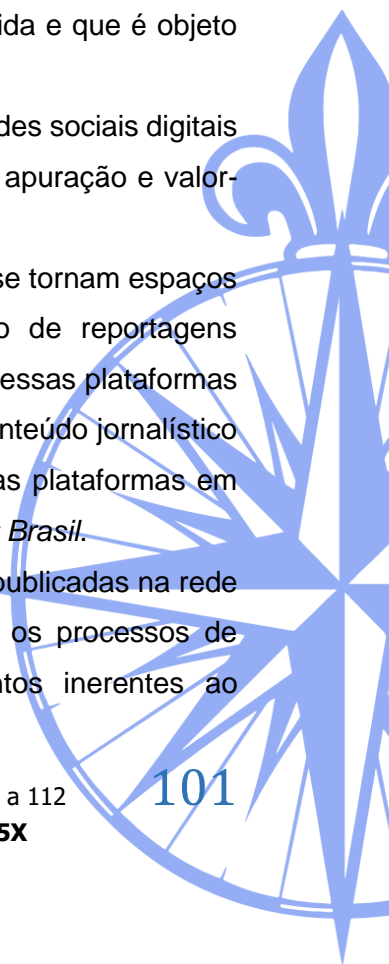 ida e que é objeto
des sociais digitais
apuração e valor-
se tornam espaços
o de reportagens
essas plataformas
nteúdo jornalístico
as plataformas em
Brasil.
publicadas na rede
os processos de
ntos inerentes ao
a 112
101
5X